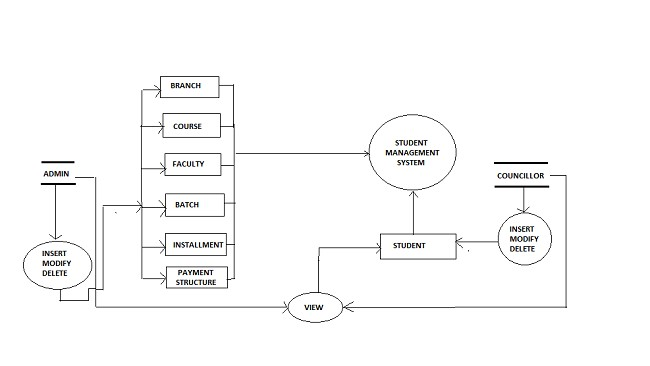 BRANCH
COURSE
FACULTY
BATCH
INSTALLMENT
PAYMENT
STRUCTURE
ADMIN
INSERT
MODIFY
DELETE
STUDENT
MANAGEMENT
SYSTEM
COUNCILLOR
INSERT
MODIFY
DELETE
STUDENT
VIEW